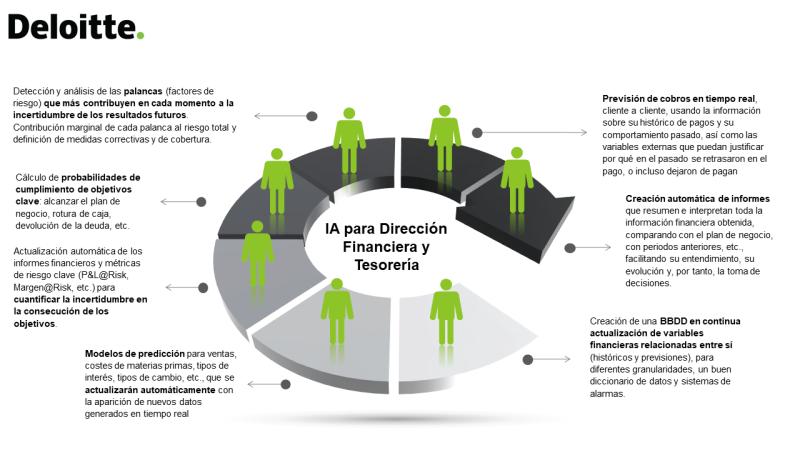 Deloitte.
Detección y análisis de las palancas (factores de
riesgo) que más contribuyen en cada momento a la
incertidumbre de los resultados futuros.
Contribución marginal de cada palanca al riesgo total y
definición de medidas correctivas y de cobertura.
Previsión de cobros en tiempo real,
cliente a cliente, usando la información
sobre su histórico de pagos y su
comportamiento pasado, así como las
variables externas que puedan justificar
por qué en el pasado se retrasaron en el
pago, o incluso dejaron de pagan
Cálculo de probabilidades de
cumplimiento de objetivos
clave: alcanzar el plan de
negocio, rotura de caja,
devolución de la deuda, etc.
Creación automática de informes
que resumen e interpretan toda la
información financiera obtenida,
comparando con el plan de negocio,
con periodos anteriores, etc.,
facilitando su entendimiento, su
evolución y, por tanto, la toma de
decisiones.
IA para Dirección
Financiera y
Tesorería
Actualización automática de los
informes financieros y métricas
de riesgo clave (P&L@Risk,
Margen@Risk, etc.) para
cuantificar la incertidumbre en
la consecución de los
objetivos.
Creación de una BBDD en continua
actualización de variables
financieras relacionadas entre sí
(históricos y previsiones), para
diferentes granularidades, un buen
diccionario de datos y sistemas de
alarmas.
Modelos de predicción para ventas,
costes de materias primas, tipos de
interés, tipos de cambio, etc., que se
actualizarán automáticamente con
la aparición de nuevos datos
generados en tiempo real